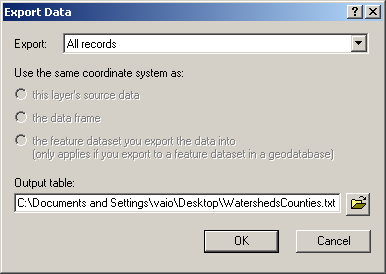 Export Data
Export: All records
Use the same coordinate system as:
this layer's source data
the data frame
the feature dataset you export the data into
(only applies if you export to a feature dataset in a geodatabase)
Output table:
C:\Documents and Settings\vaio\Desktop\WatershedsCounties.txt
OK Cancel